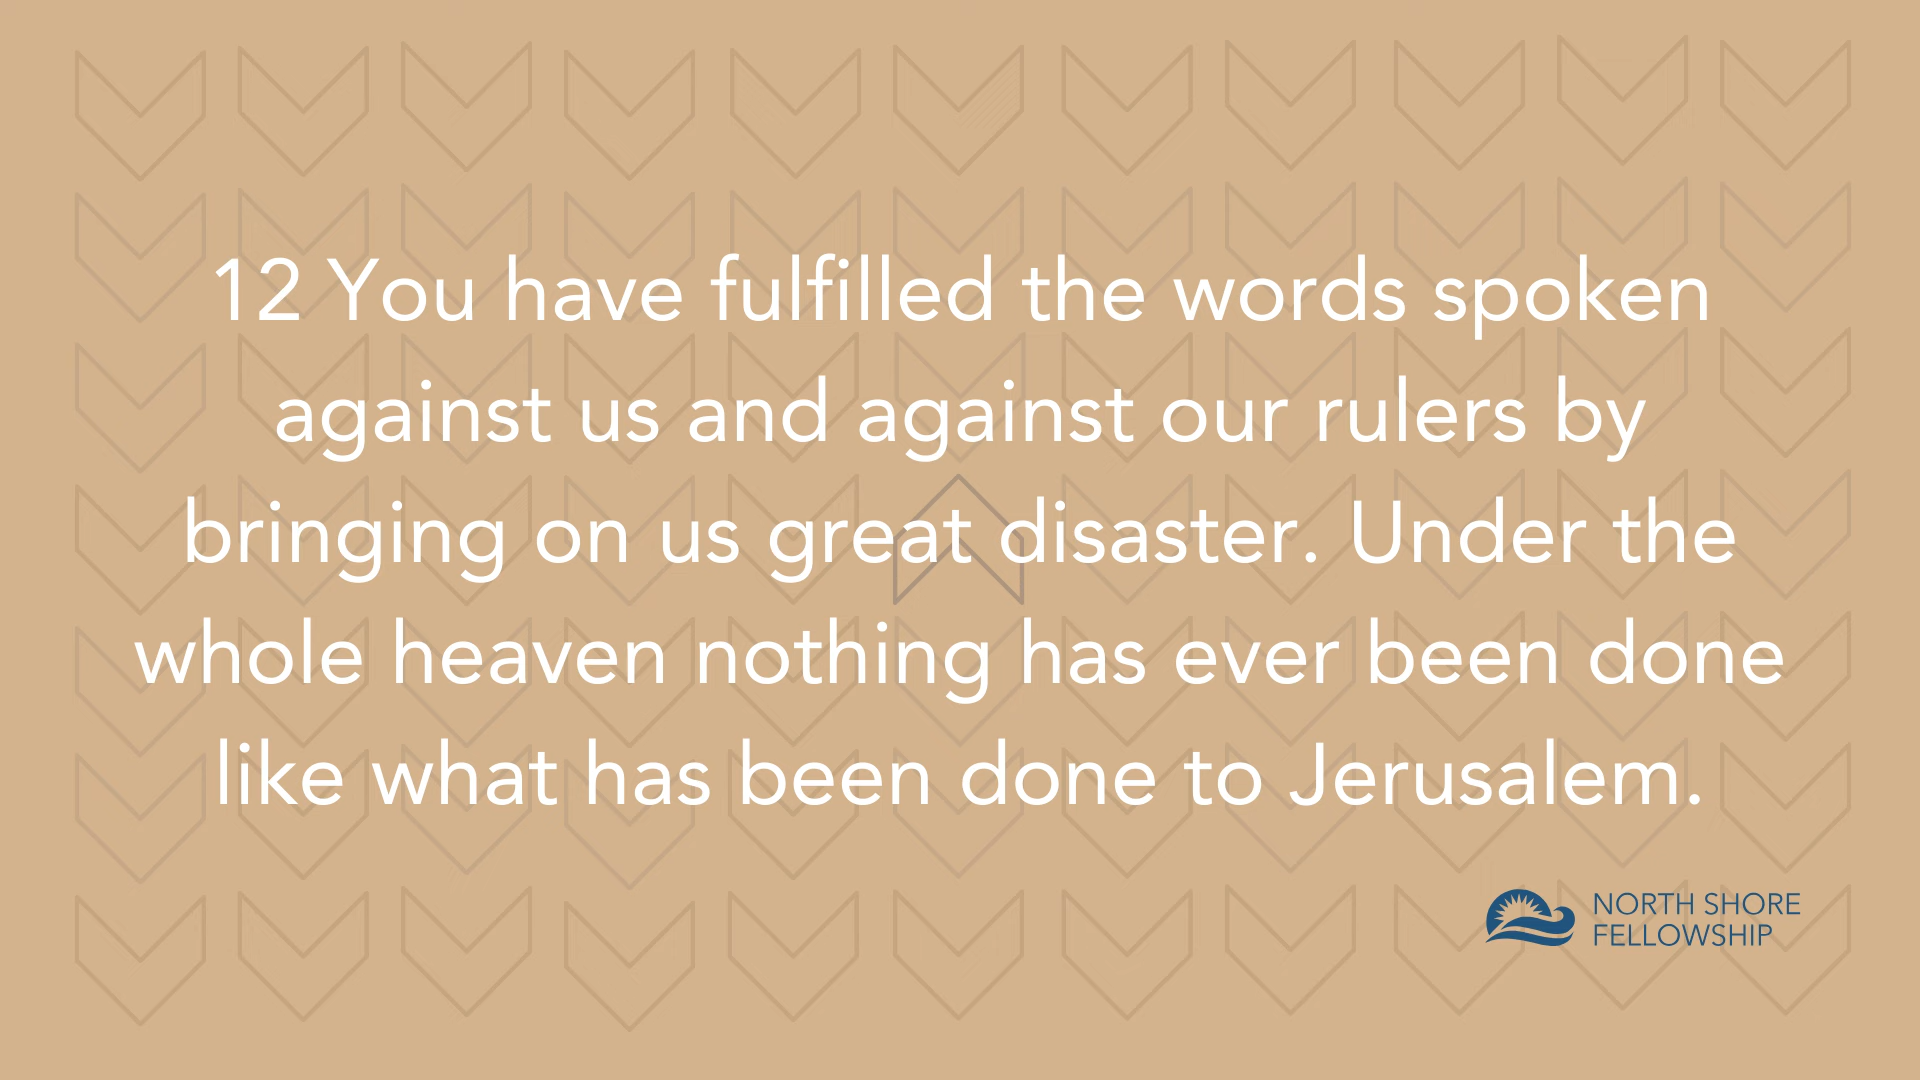 12 You have fulfilled the words spoken
against us and against our rulers by
bringing on us great disaster. Under the
whole heaven nothing has ever been done
like what has been done to Jerusalem.
NORTH SHORE
FELLOWSHIP